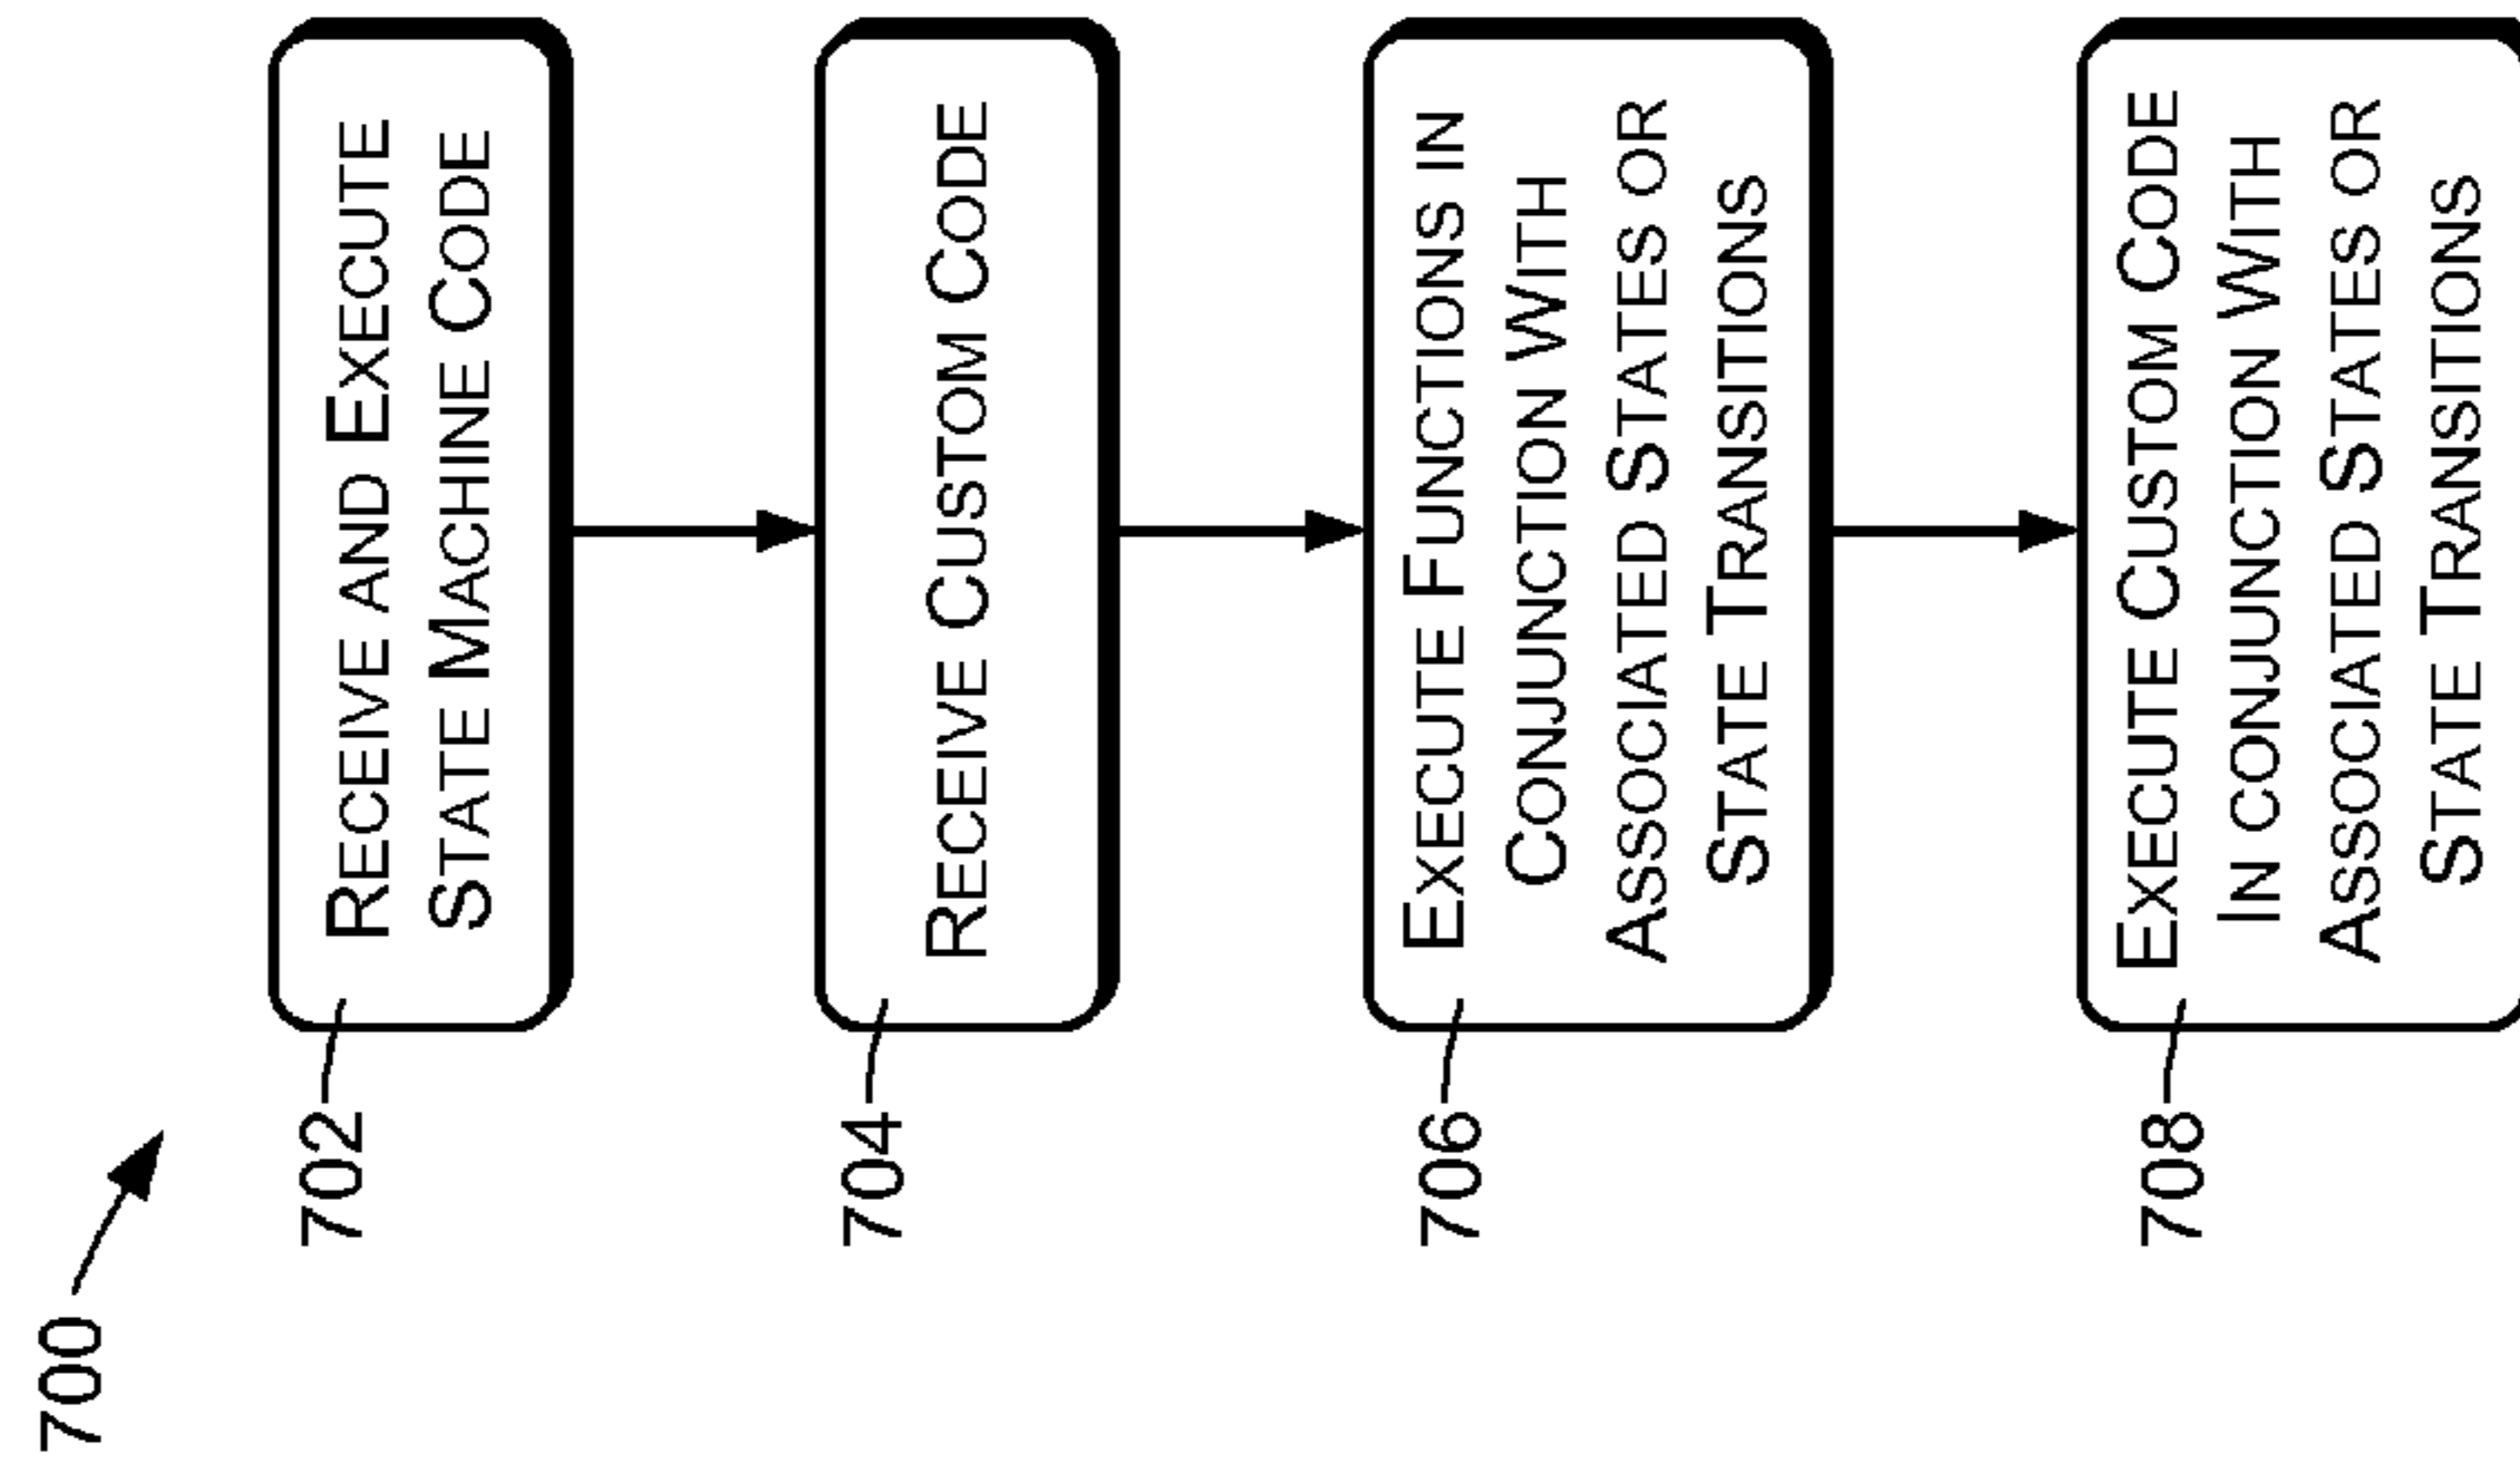 700
702
Receive and Execute
State Machine Code
704
Receive Custom Code
706
Execute Functions in
Conjunction With
Associated States or
State Transitions
708
Execute Custom Code
In conjunction With
Associated States or
State Transitions